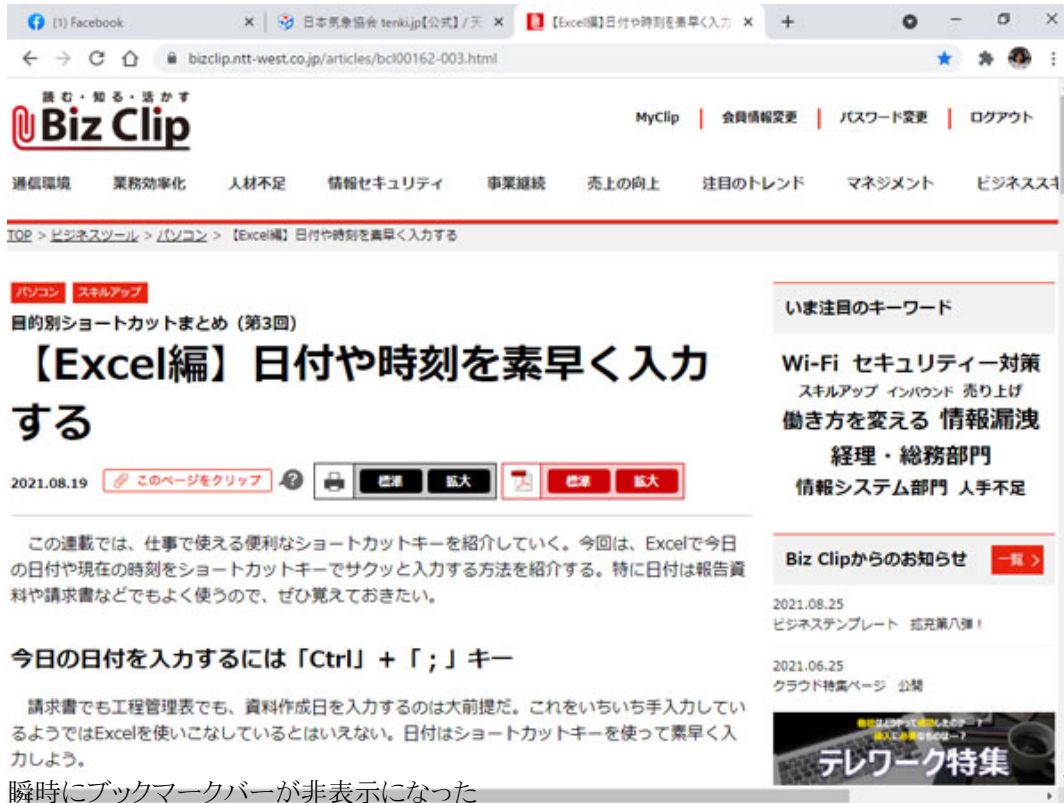 (1) Facebook
日本気象協会 tenki.jp【公式】/ 天
【Excel編】日付や時刻を素早く入力
bizclip.ntt-west.co.jp/articles/bcl00162-003.html
読む・知る・活かす
Biz Clip
MyClip
会員情報変更
パスワード変更
ログアウト
通信環境
業務効率化
人材不足
情報セキュリティ
事業継続
売上の向上
注目のトレンド
マネジメント
ビジネススキ
TOP > ビジネスツール > パソコン > 【Excel編】日付や時刻を素早く入力する
パソコン
スキルアップ
目的別ショートカットまとめ（第3回）
【Excel編】日付や時刻を素早く入力
する
2021.08.19
このページをクリップ
標準
拡大
標準
拡大
この連載では、仕事で使える便利なショートカットキーを紹介していく。今回は、Excelで今日
の日付や現在の時刻をショートカットキーでサクッと入力する方法を紹介する。特に日付は報告資
料や請求書などでもよく使うので、ぜひ覚えておきたい。
今日の日付を入力するには「Ctrl」+「;」キー
請求書でも工程管理表でも、資料作成日を入力するのは大前提だ。これをいちいち手入力してい
るようではExcelを使いこなしているとはいえない。日付はショートカットキーを使って素早く入
力しよう。
いま注目のキーワード
Wi-Fi セキュリティー対策
スキルアップ インバウンド 売り上げ
働き方を変える 情報漏洩
経理・総務部門
情報システム部門 人手不足
Biz Clipからのお知らせ
一覧 >
2021.08.25
ビジネステンプレート 拡充第八弾！
2021.06.25
クラウド特集ページ 公開
他社はどうやって成功したのかー？
導入に必要なものはー？
テレワーク特集
瞬時にブックマークバーが非表示になった